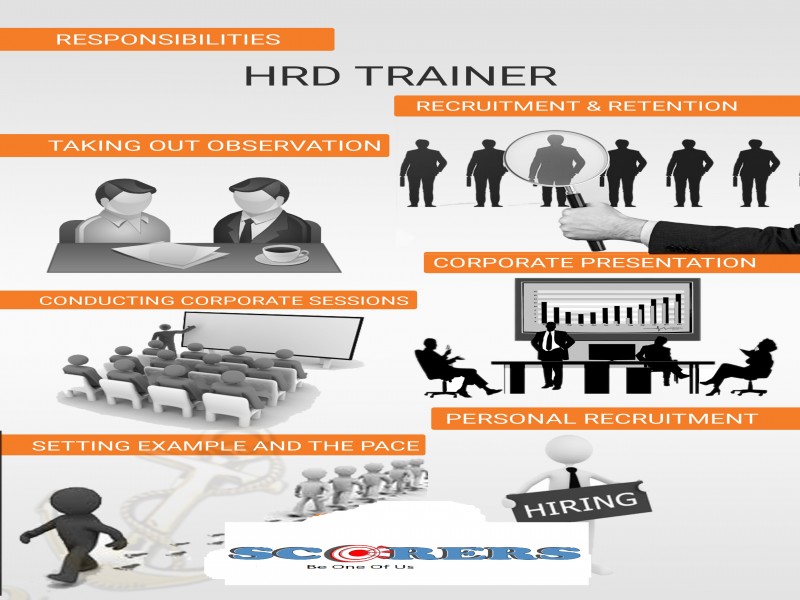 RESPONSIBILITIES
HRD TRAINER
RECRUITMENT & RETENTION
TAKING OUT OBSERVATION
CORPORATE PRESENTATION
CONDUCTING CORPORATE SESSIONS
PERSONAL RECRUITMENT
SETTING EXAMPLE AND THE PACE
HIRING
SCORERS
Be One Of Us